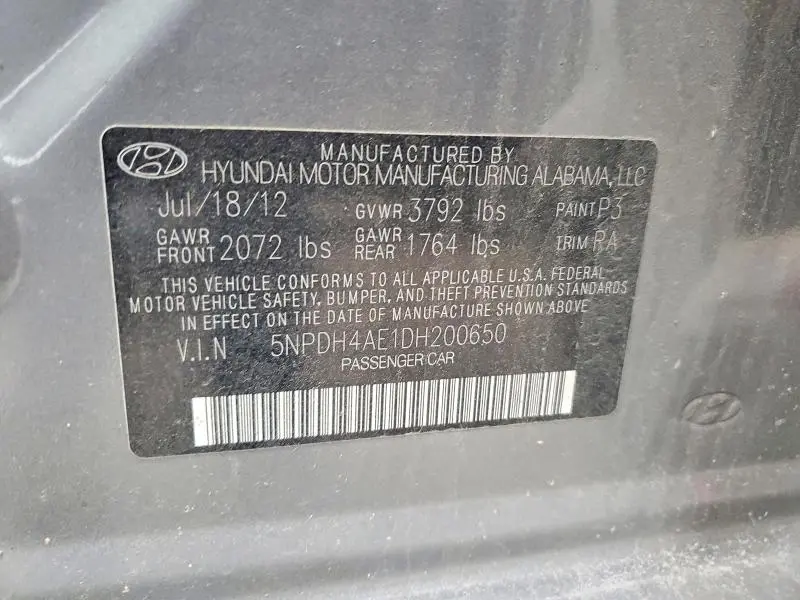 MANUFACTURED BY
HYUNDAI MOTOR MANUFACTURING ALABAMA, LLC
Jul/18/12 GVWR 3792 lbs PAINT P3
GAWR FRONT 2072 lbs GAWR REAR 1764 lbs TRIM RA
THIS VEHICLE CONFORMS TO ALL APPLICABLE U.S.A. FEDERAL
MOTOR VEHICLE SAFETY, BUMPER, AND THEFT PREVENTION STANDARDS
IN EFFECT ON THE DATE OF MANUFACTURE SHOWN ABOVE
V.I.N 5NPDH4AE1DH200650
PASSENGER CAR